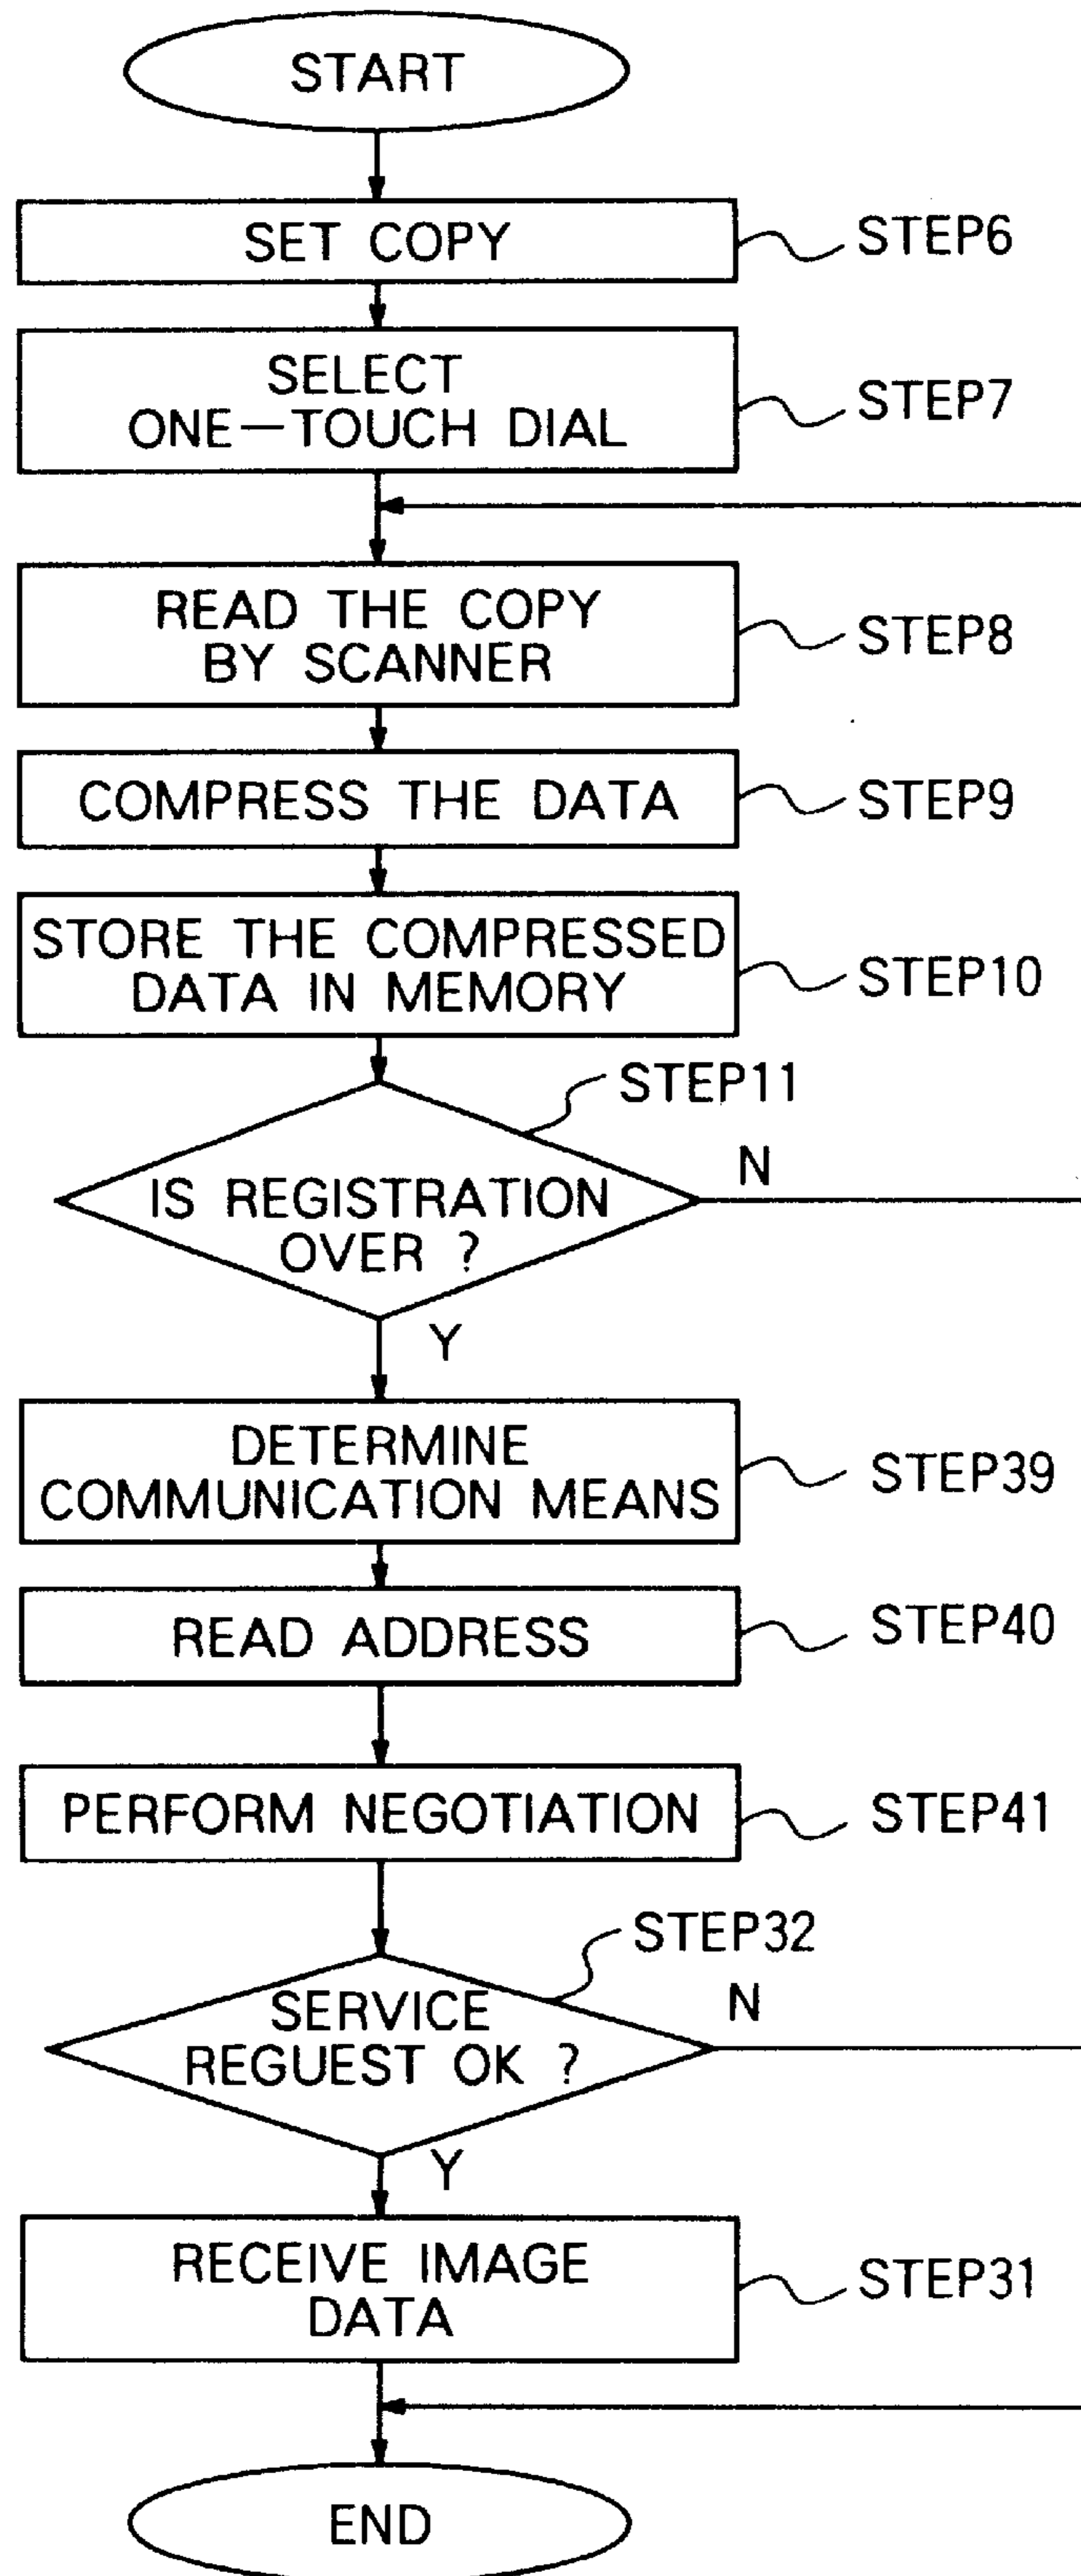 START
SET COPY
STEP6
SELECT
ONE—TOUCH DIAL
STEP7
READ THE COPY
BY SCANNER
STEP8
COMPRESS THE DATA
STEP9
STORE THE COMPRESSED
DATA IN MEMORY
STEP10
STEP11
IS REGISTRATION
OVER ?
N
Y
DETERMINE
COMMUNICATION MEANS
STEP39
READ ADDRESS
STEP40
PERFORM NEGOTIATION
STEP41
STEP32
SERVICE
REGUEST OK ?
N
Y
RECEIVE IMAGE
DATA
STEP31
END